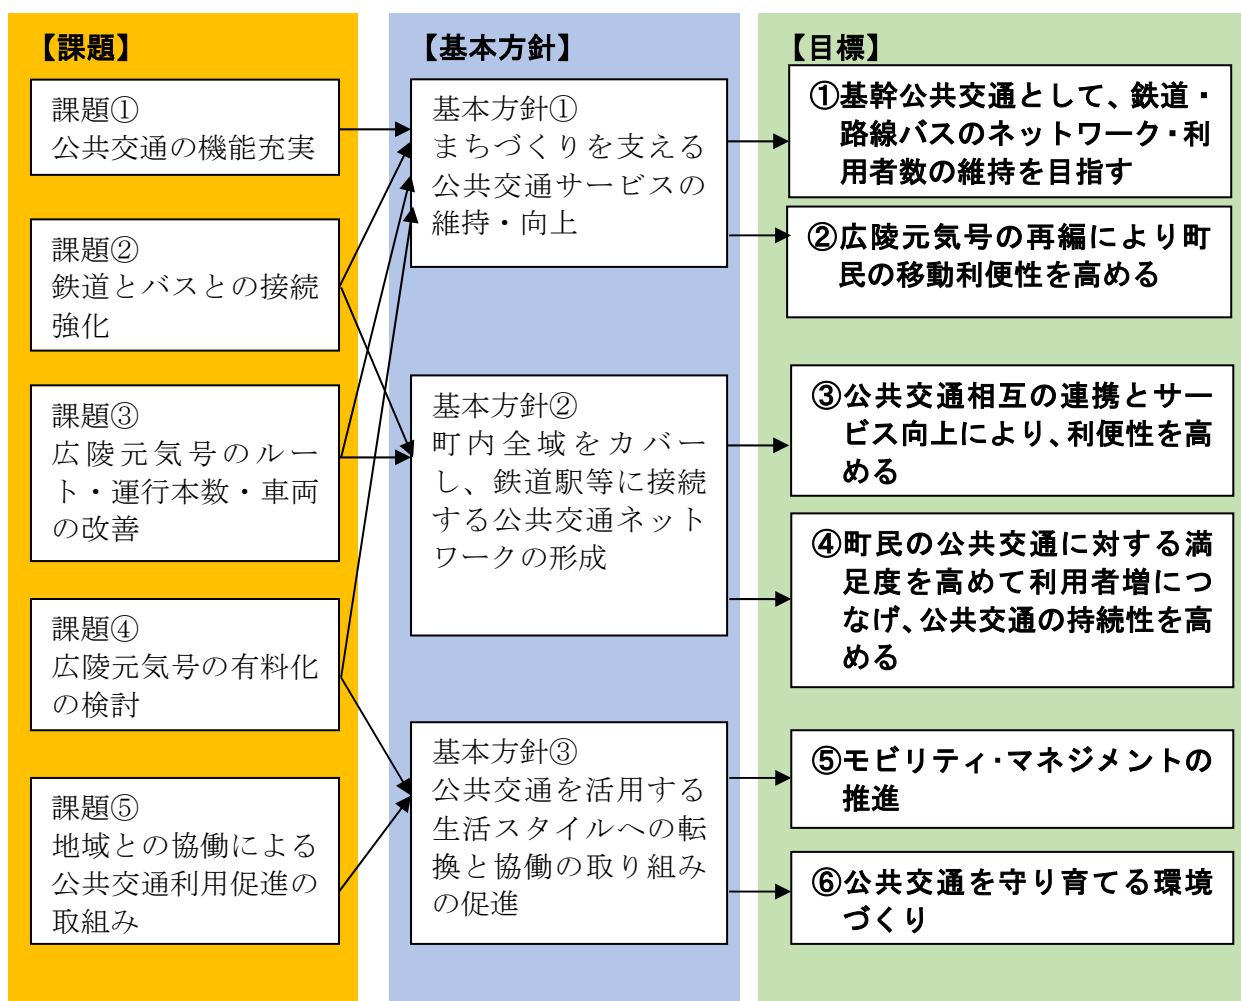 【課題】
課題①
公共交通の機能充実
課題②
鉄道とバスとの接続
強化
課題③
広陵元気号のルー
ト・運行本数・車両
の改善
課題④
広陵元気号の有料化
の検討
課題⑤
地域との協働による
公共交通利用促進の
取組み
【基本方針】
基本方針①
まちづくりを支える
公共交通サービスの
維持・向上
基本方針②
町内全域をカバー
し、鉄道駅等に接続
する公共交通ネット
ワークの形成
基本方針③
公共交通を活用する
生活スタイルへの転
換と協働の取り組み
の促進
【目標】
①基幹公共交通として、鉄道・
路線バスのネットワーク・利
用者数の維持を目指す
②広陵元気号の再編により町
民の移動利便性を高める
③公共交通相互の連携とサー
ビス向上により、利便性を高
める
④町民の公共交通に対する満
足度を高めて利用者増につ
なげ、公共交通の持続性を高
める
⑤モビリティ・マネジメントの
推進
⑥公共交通を守り育てる環境
づくり